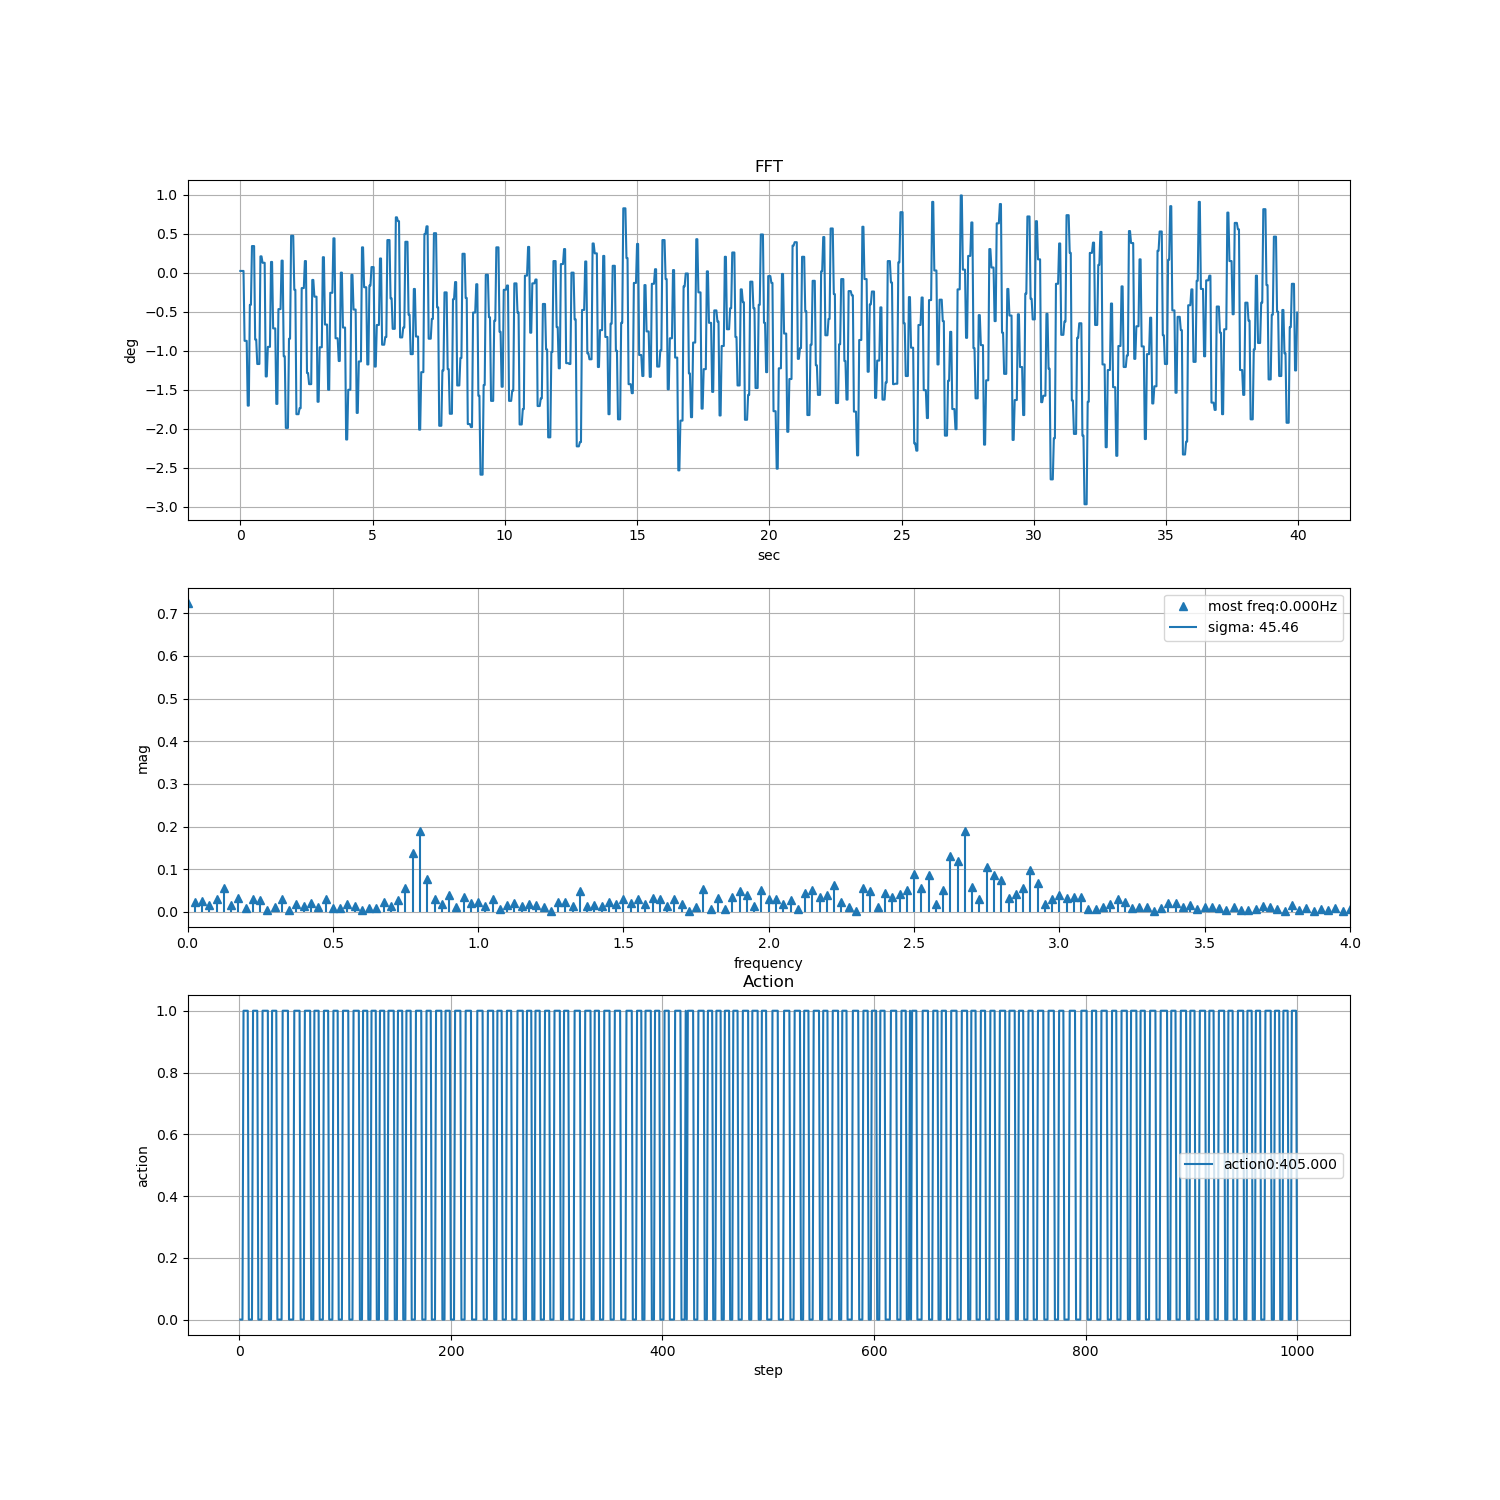 FFT
1.0
0.5
0.0
−0.5
−1.0
−1.5
−2.0
−2.5
−3.0
deg
0 5 10 15 20 25 30 35 40
sec
most freq:0.000Hz
sigma: 45.46
0.7
0.6
0.5
0.4
0.3
0.2
0.1
0.0
mag
0.0 0.5 1.0 1.5 2.0 2.5 3.0 3.5 4.0
frequency
Action
1.0
0.8
0.6
0.4
0.2
0.0
action
action0:405.000
0 200 400 600 800 1000
step